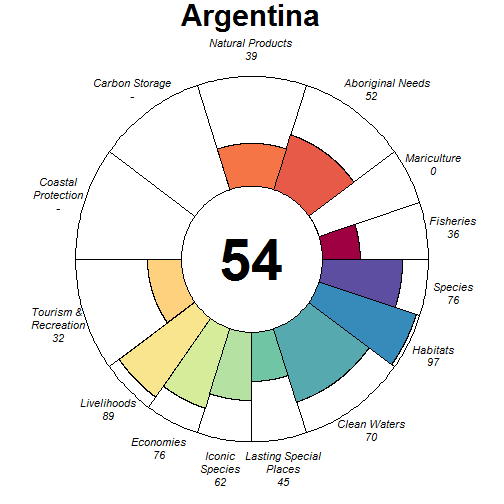 Argentina
Natural Products
39
Carbon Storage
-
Aboriginal Needs
52
Mariculture
0
Coastal
Protection
-
Fisheries
36
54
Species
76
Tourism &
Recreation
32
Habitats
97
Livelihoods
89
Clean Waters
70
Economies
76
Iconic
Species
62
Lasting Special
Places
45